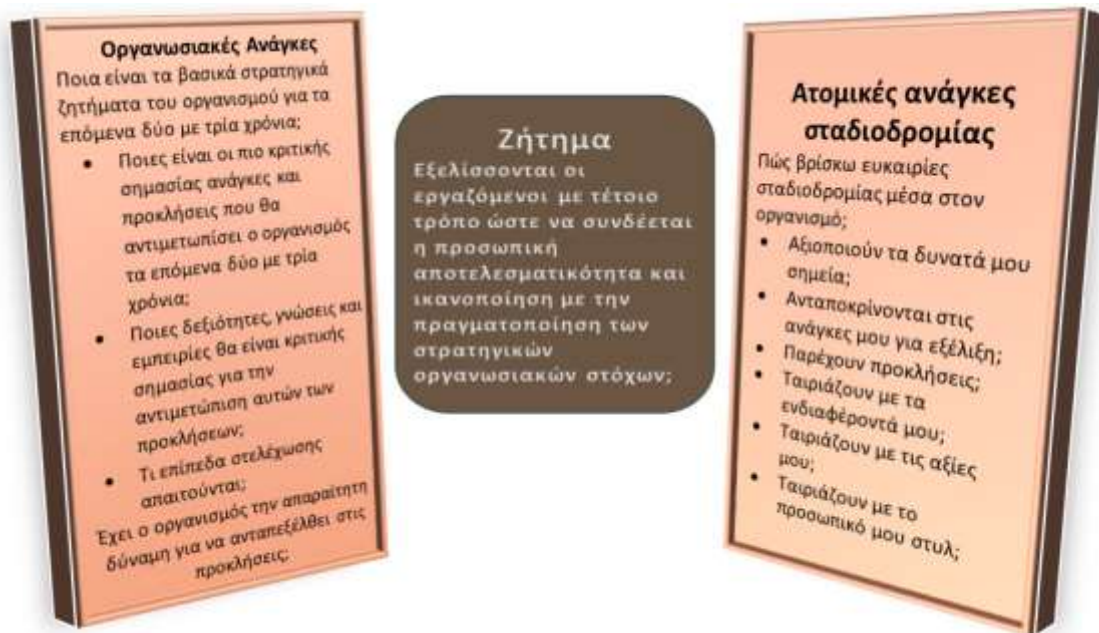 Οργανωσιακές Ανάγκες
Ποια είναι τα βασικά στρατηγικά
ζητήματα του οργανισμού για τα
επόμενα δύο με τρία χρόνια;
• Ποιες είναι οι πιο κριτικής
σημασίας ανάγκες και
προκλήσεις που θα
αντιμετωπίσει ο οργανισμός
τα επόμενα δύο με τρία
χρόνια;
• Ποιες δεξιότητες, γνώσεις και
εμπειρίες θα είναι κριτικής
σημασίας για την
αντιμετώπιση αυτών των
προκλήσεων;
• Τι επίπεδα στελέχωσης
απαιτούνται;
Έχει ο οργανισμός την απαραίτητη
δύναμη για να ανταπεξέλθει στις
προκλήσεις;
Ζήτημα
Εξελίσσονται οι
εργαζόμενοι με τέτοιο
τρόπο ώστε να συνδέεται
η προσωπική
αποτελεσματικότητα και
ικανοποίηση με την
πραγματοποίηση των
στρατηγικών
οργανωσιακών στόχων;
Ατομικές ανάγκες
σταδιοδρομίας
Πώς βρίσκω ευκαιρίες
σταδιοδρομίας μέσα στον
οργανισμό;
• Αξιοποιούν τα δυνατά μου
σημεία;
• Ανταποκρίνονται στις
ανάγκες μου για εξέλιξη;
• Παρέχουν προκλήσεις;
• Ταιριάζουν με τα
ενδιαφέροντά μου;
• Ταιριάζουν με τις αξίες
μου;
• Ταιριάζουν με το
προσωπικό μου στυλ;